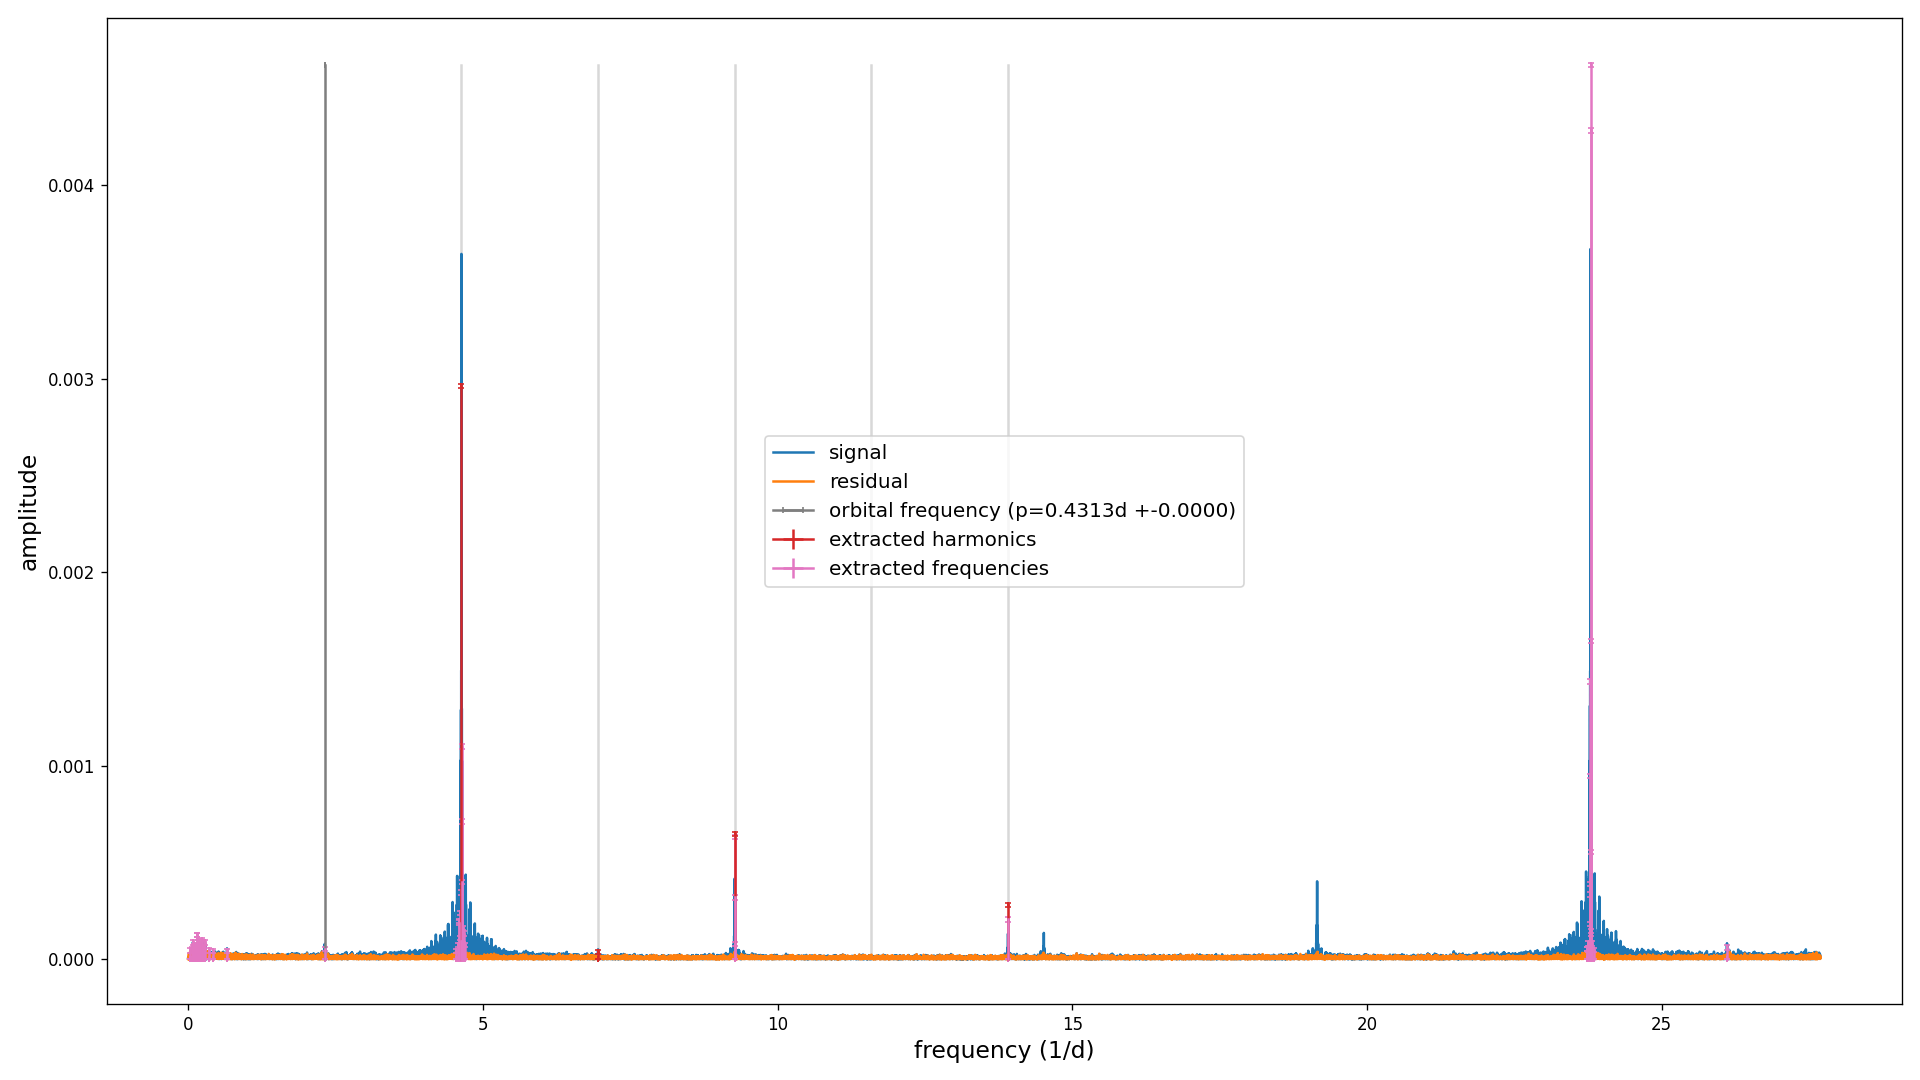 amplitude
0.004
0.003
0.002
0.001
0.000
signal
residual
orbital frequency (p=0.4313d +-0.0000)
extracted harmonics
extracted frequencies
0 5 10 15 20 25
frequency (1/d)